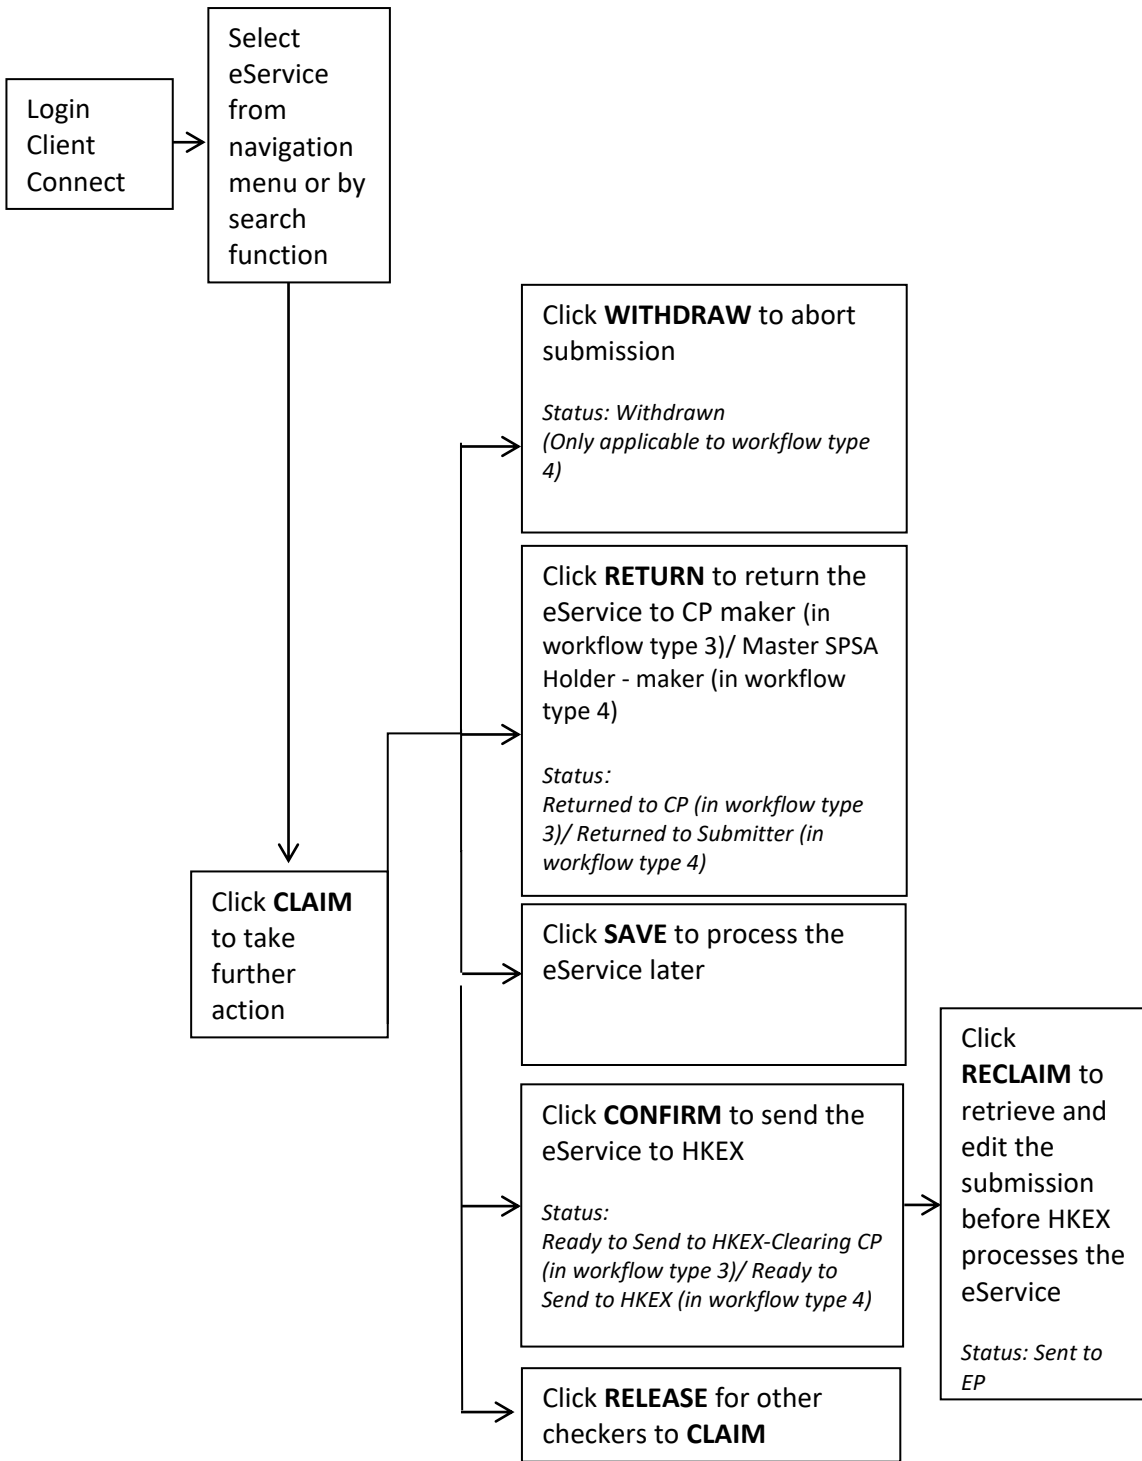 Login
Client
Connect
Select
eService
from
navigation
menu or by
search
function
Click WITHDRAW to abort
submission
Status: Withdrawn
(Only applicable to workflow type
4)
Click RETURN to return the
eService to CP maker (in
workflow type 3)/ Master SPSA
Holder - maker (in workflow
type 4)
Status:
Returned to CP (in workflow type
3)/ Returned to Submitter (in
workflow type 4)
Click CLAIM
to take
further
action
Click SAVE to process the
eService later
Click CONFIRM to send the
eService to HKEX
Status:
Ready to Send to HKEX-Clearing CP
(in workflow type 3)/ Ready to
Send to HKEX (in workflow type 4)
Click
RECLAIM to
retrieve and
edit the
submission
before HKEX
processes the
eService
Status: Sent to
EP
Click RELEASE for other
checkers to CLAIM